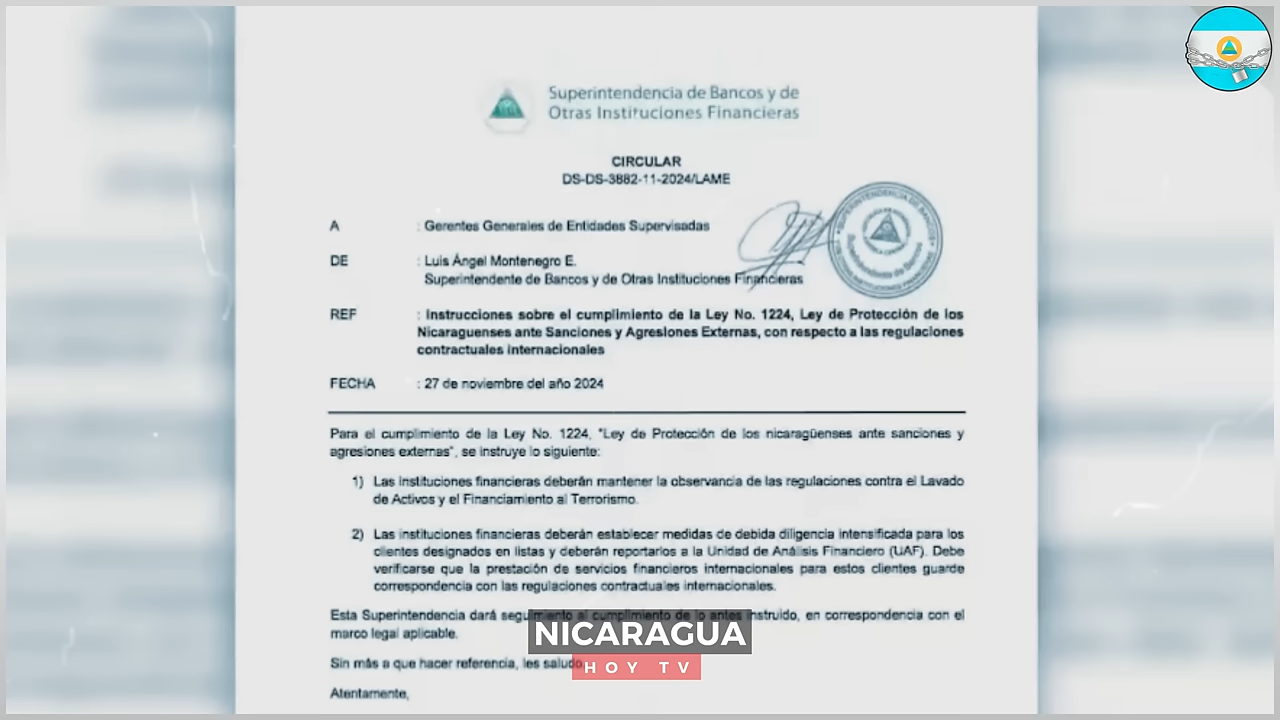 Superintendencia de Bancos y de
Otras Instituciones Financieras
CIRCULAR
DS-DS-3882-11-2024/LAME
A : Gerentes Generales de Entidades Supervisadas
DE : Luis Ángel Montenegro E.
Superintendente de Bancos y de Otras Instituciones Financieras
REF : Instrucciones sobre el cumplimiento de la Ley No. 1224, Ley de Protección de los
Nicaraguenses ante Sanciones y Agresiones Externas, con respecto a las regulaciones
contractuales internacionales
FECHA : 27 de noviembre del año 2024
Para el cumplimiento de la Ley No. 1224, "Ley de Protección de los nicaragüenses ante sanciones y
agresiones externas", se instruye lo siguiente:
1) Las instituciones financieras deberán mantener la observancia de las regulaciones contra el Lavado
de Activos y el Financiamiento al Terrorismo.
2) Las instituciones financieras deberán establecer medidas de debida diligencia intensificada para los
clientes designados en listas y deberán reportarlos a la Unidad de Análisis Financiero (UAF). Debe
verificarse que la prestación de servicios financieros internacionales para estos clientes guarde
correspondencia con las regulaciones contractuales internacionales.
Esta Superintendencia dará seguimiento al cumplimiento de lo antes instruido, en correspondencia con el
marco legal aplicable.
Sin más a que hacer referencia, les saludo
Atentamente,
NICARAGUA
HOY TV